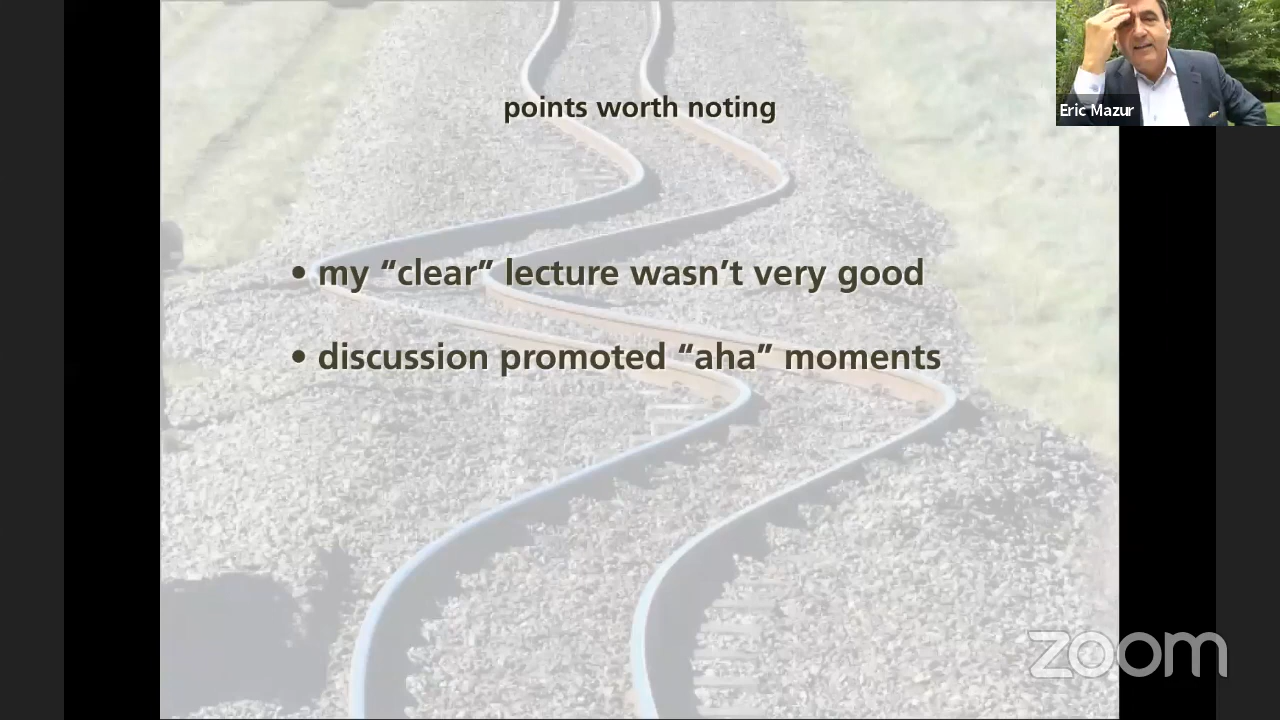 points worth noting
Eric Mazur
• my “clear” lecture wasn’t very good
• discussion promoted “aha” moments
zoom